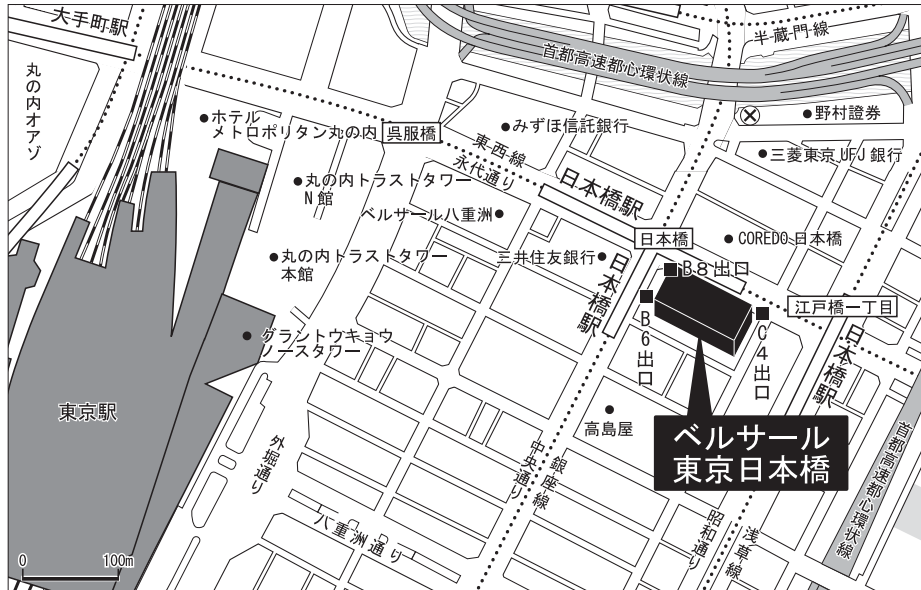 大手町駅
半蔵門線
首都高速都心環状線
丸の内オアゾ
ホテル
メトロポリタン丸の内
呉服橋
みずほ信託銀行
野村證券
三菱東京UFJ銀行
東西線
永代通り
日本橋駅
丸の内トラストタワー
N館
ベルサール八重洲
日本橋
COREDO日本橋
丸の内トラストタワー
本館
三井住友銀行
日本橋駅
B8出口
B6出口
C4出口
江戸橋一丁目
日本橋駅
グラントウキョウ
ノースタワー
東京駅
高島屋
ベルサール
東京日本橋
外堀通り
八重洲通り
中央通り
銀座線
昭和通り
浅草線
首都高速都心環状線
0 100m